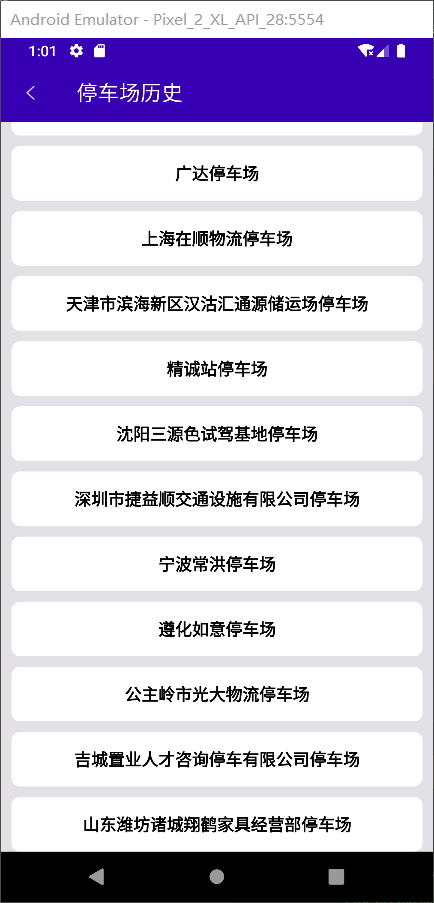 Android Emulator - Pixel_2_XL_API_28:5554
1:01
停车场历史
广达停车场
上海在顺物流停车场
天津市滨海新区汉沽汇通源储运场停车场
精诚站停车场
沈阳三源色试驾基地停车场
深圳市捷益顺交通设施有限公司停车场
宁波常洪停车场
遵化如意停车场
公主岭市光大物流停车场
吉城置业人才咨询停车有限公司停车场
山东潍坊诸城翔鹤家具经营部停车场